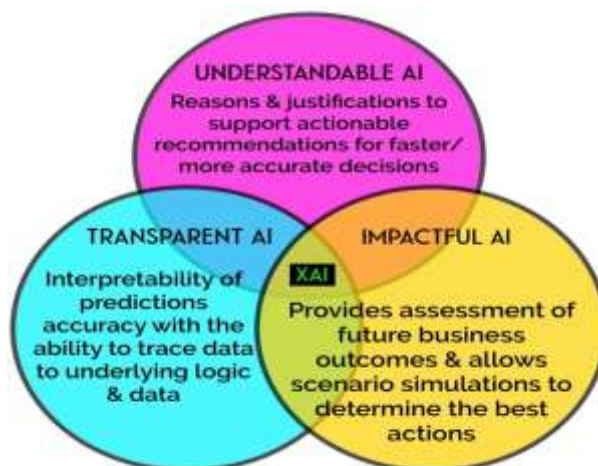 UNDERSTANDABLE AI
Reasons & justifications to
support actionable
recommendations for faster/
more accurate decisions
TRANSPARENT AI
Interpretability of
predictions
accuracy with the
ability to trace data
to underlying logic
& data
IMPACTFUL AI
XAI
Provides assessment of
future business
outcomes & allows
scenario simulations to
determine the best
actions